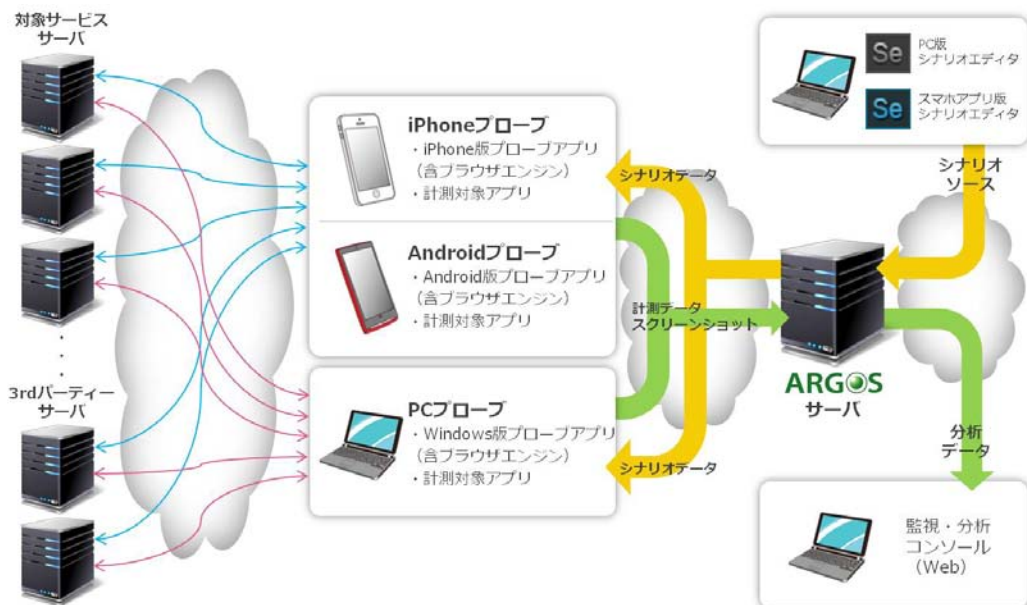 対象サービス
サーバ
3rdパーティー
サーバ
iPhoneプローブ
・iPhone版プローブアプリ
(含ブラウザエンジン)
・計測対象アプリ
Androidプローブ
・Android版プローブアプリ
(含ブラウザエンジン)
・計測対象アプリ
PCプローブ
・Windows版プローブアプリ
(含ブラウザエンジン)
・計測対象アプリ
シナリオデータ
計測データ
スクリーンショット
シナリオデータ
Se
PC版
シナリオエディタ
Se
スマホアプリ版
シナリオエディタ
シナリオ
ソース
ARGOS
サーバ
分析
データ
監視・分析
コンソール
(Web)